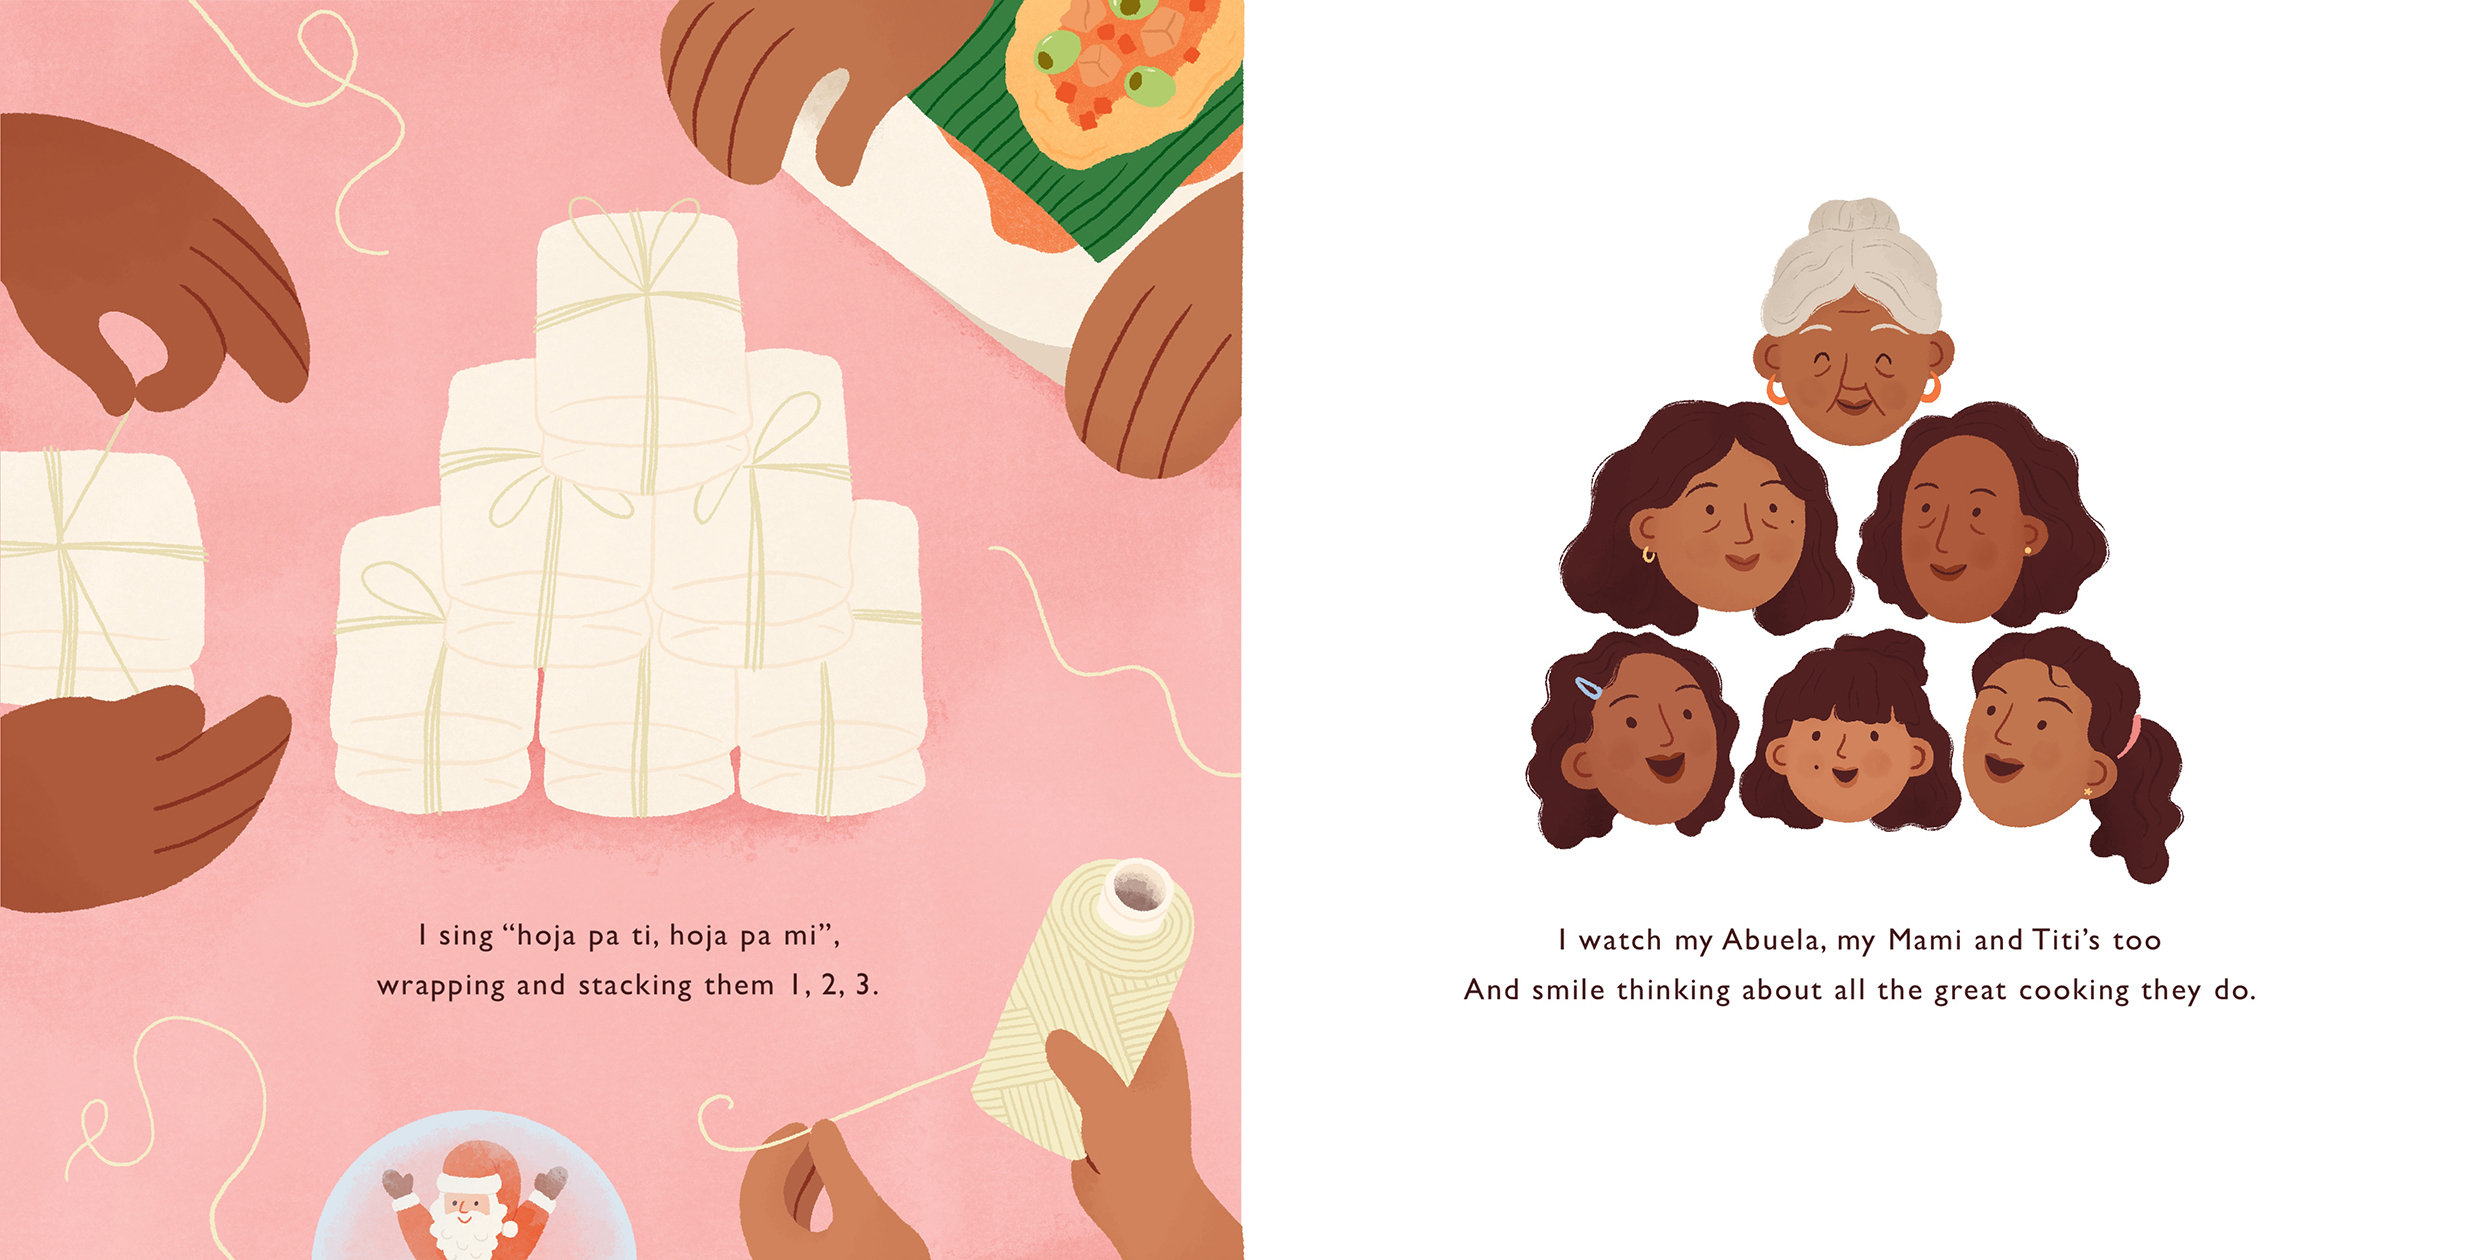 I sing “hoja pa ti, hoja pa mi”,
wrapping and stacking them 1, 2, 3.
I watch my Abuela, my Mami and Titi’s too
And smile thinking about all the great cooking they do.